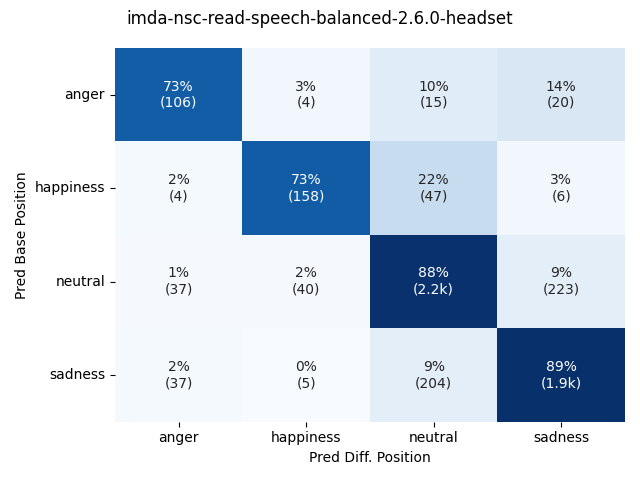 imda-nsc-read-speech-balanced-2.6.0-headset
Pred Base Position
anger
73%
(106)
3%
(4)
10%
(15)
14%
(20)
happiness
2%
(4)
73%
(158)
22%
(47)
3%
(6)
neutral
1%
(37)
2%
(40)
88%
(2.2k)
9%
(223)
sadness
2%
(37)
0%
(5)
9%
(204)
89%
(1.9k)
anger
happiness
neutral
sadness
Pred Diff. Position